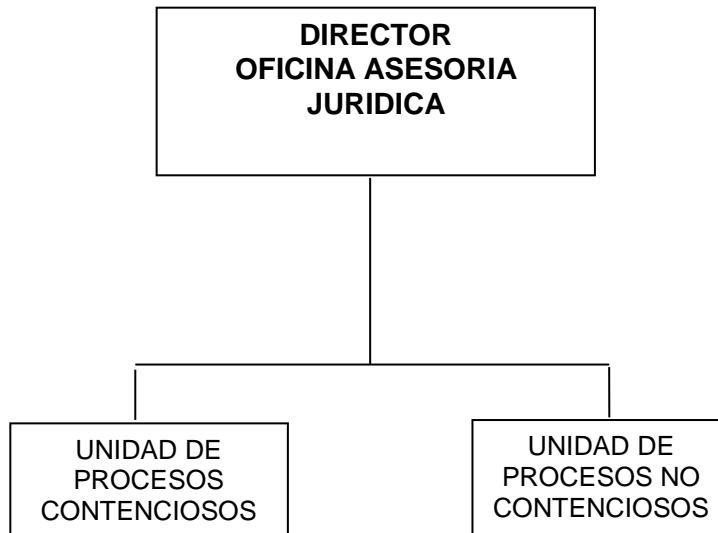 DIRECTOR
OFICINA ASESORIA
JURIDICA
UNIDAD DE
PROCESOS
CONTENCIOSOS
UNIDAD DE
PROCESOS NO
CONTENCIOSOS